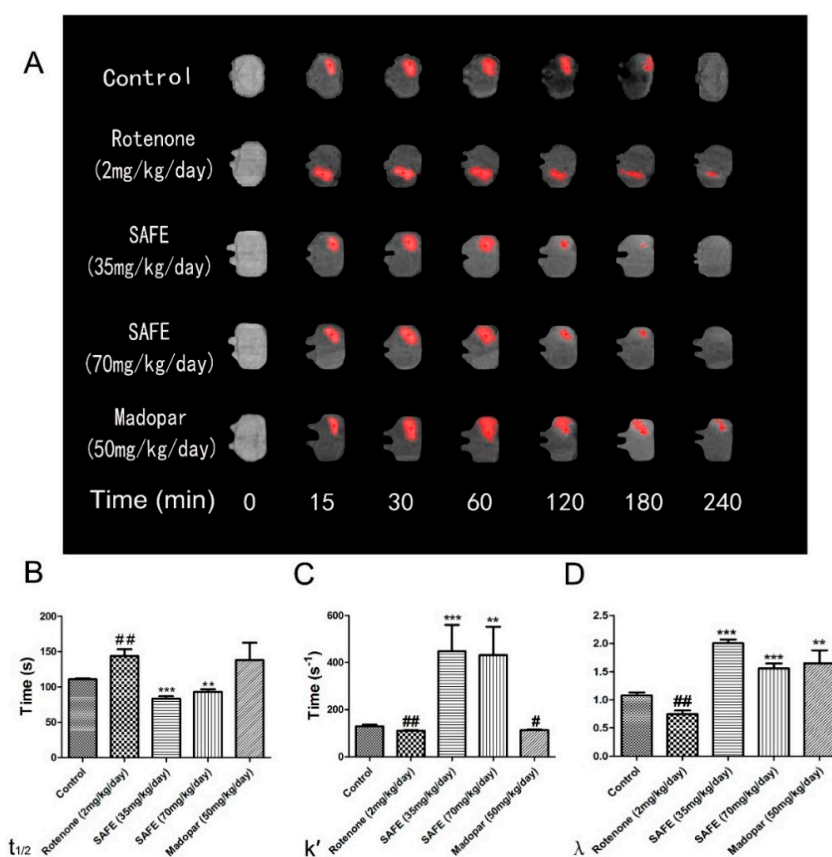 A
Control
Rotenone
(2mg/kg/day)
SAFE
(35mg/kg/day)
SAFE
(70mg/kg/day)
Madopar
(50mg/kg/day)
Time (min) 0 15 30 60 120 180 240
B
Time (s)
200
150
100
50
0
##
***
**
Control
Rotenone (2mg/kg/day)
SAFE (35mg/kg/day)
SAFE (70mg/kg/day)
Madopar (50mg/kg/day)
t1/2
C
Time (s-1)
600
400
200
0
##
***
**
#
Control
Rotenone (2mg/kg/day)
SAFE (35mg/kg/day)
SAFE (70mg/kg/day)
Madopar (50mg/kg/day)
k′
D
2.5
2.0
1.5
1.0
0.5
0.0
##
***
***
**
Control
Rotenone (2mg/kg/day)
SAFE (35mg/kg/day)
SAFE (70mg/kg/day)
Madopar (50mg/kg/day)
λ